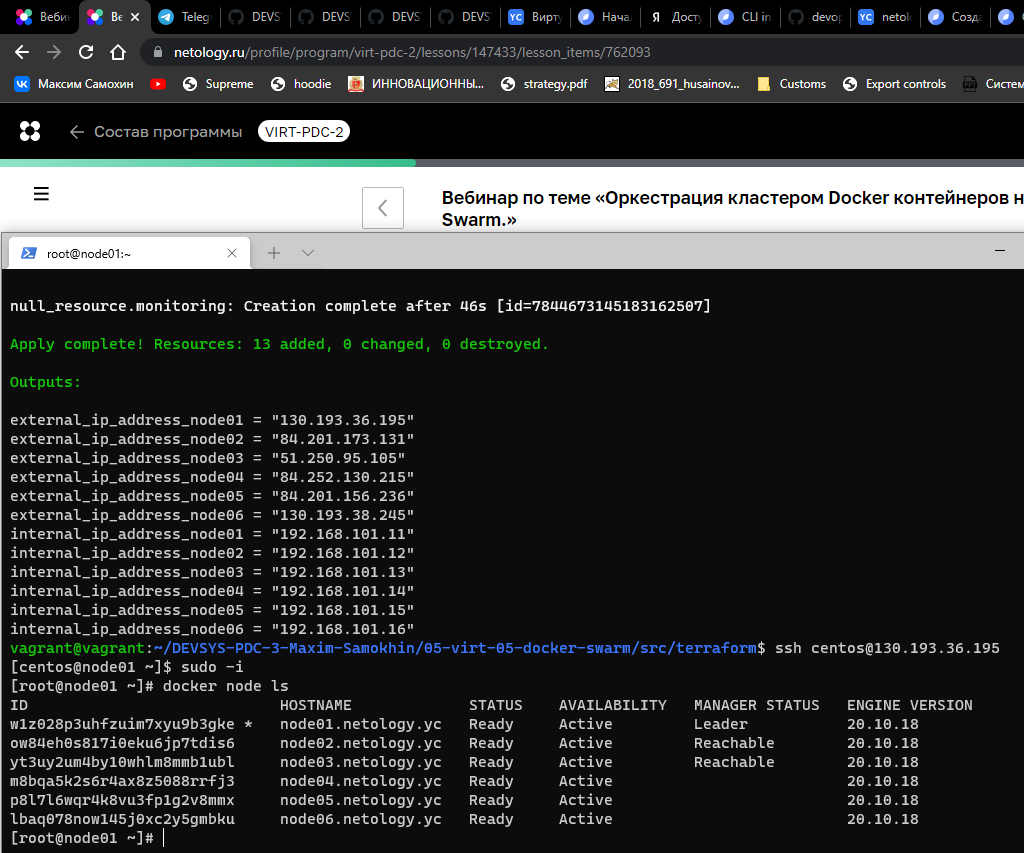 Веби Ве Teleg DEVS DEVS DEVS DEVS YC Вирту Нача Я Дост CLI in devop YC netol Созда
netology.ru/profile/program/virt-pdc-2/lessons/147433/lesson_items/762093
Максим Самохин Supreme hoodie ИННОВАЦИОННЫ... strategy.pdf 2018_691_husainov... Customs Export controls Систем
Состав программы VIRT-PDC-2
Вебинар по теме «Оркестрация кластером Docker контейнеров н
Swarm.»
root@node01:~
null_resource.monitoring: Creation complete after 46s [id=7844673145183162507]
Apply complete! Resources: 13 added, 0 changed, 0 destroyed.
Outputs:
external_ip_address_node01 = "130.193.36.195"
external_ip_address_node02 = "84.201.173.131"
external_ip_address_node03 = "51.250.95.105"
external_ip_address_node04 = "84.252.130.215"
external_ip_address_node05 = "84.201.156.236"
external_ip_address_node06 = "130.193.38.245"
internal_ip_address_node01 = "192.168.101.11"
internal_ip_address_node02 = "192.168.101.12"
internal_ip_address_node03 = "192.168.101.13"
internal_ip_address_node04 = "192.168.101.14"
internal_ip_address_node05 = "192.168.101.15"
internal_ip_address_node06 = "192.168.101.16"
vagrant@vagrant:~/DEVSYS-PDC-3-Maxim-Samokhin/05-virt-05-docker-swarm/src/terraform$ ssh centos@130.193.36.195
[centos@node01 ~]$ sudo -i
[root@node01 ~]# docker node ls
ID HOSTNAME STATUS AVAILABILITY MANAGER STATUS ENGINE VERSION
w1z028p3uhfzuim7xyu9b3gke * node01.netology.yc Ready Active Leader 20.10.18
ow84eh0s817i0eku6jp7tdis6 node02.netology.yc Ready Active Reachable 20.10.18
yt3uy2um4by10whlm8mmb1ubl node03.netology.yc Ready Active Reachable 20.10.18
m8bqa5k2s6r4ax8z5088rrfj3 node04.netology.yc Ready Active 20.10.18
p8l7l6wqr4k8vu3fp1g2v8mmx node05.netology.yc Ready Active 20.10.18
lbaq078now145j0xc2y5gmbku node06.netology.yc Ready Active 20.10.18
[root@node01 ~]#